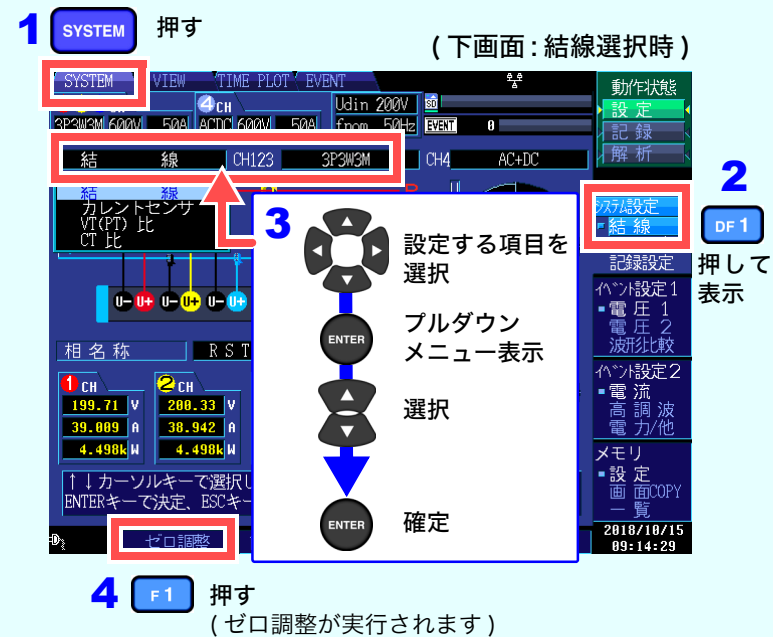 1 SYSTEM 押す
(下画面:結線選択時)
SYSTEM VIEW TIME PLOT EVENT
4CH Udin 200V SD
3P3W3M 600V 50A ACDC 600V 50A fnom 50Hz EVENT 0
結 線 CH123 3P3W3M CH4 AC+DC
結 線
カレントセンサ
VT(PT) 比
CT 比
U- U+ U- U+ U- U+
相 名 称 R S T
1CH 2CH
199.71 V 200.33 V
39.009 A 38.942 A
4.498k W 4.498k W
↑↓カーソルキーで選択し
ENTERキーで決定、ESCキー
ゼロ調整
3
設定する項目を
選択
ENTER
プルダウン
メニュー表示
選択
ENTER 確定
動作状態
設 定
記 録
解 析
2
システム設定
結 線
DF 1
押して
表示
記録設定
イベント設定1
電 圧 1
電 圧 2
波形比較
イベント設定2
電 流
高 調 波
電 力/他
メモリ
設 定
画 面COPY
一 覧
2018/10/15
09:14:29
4 F 1 押す
(ゼロ調整が実行されます)